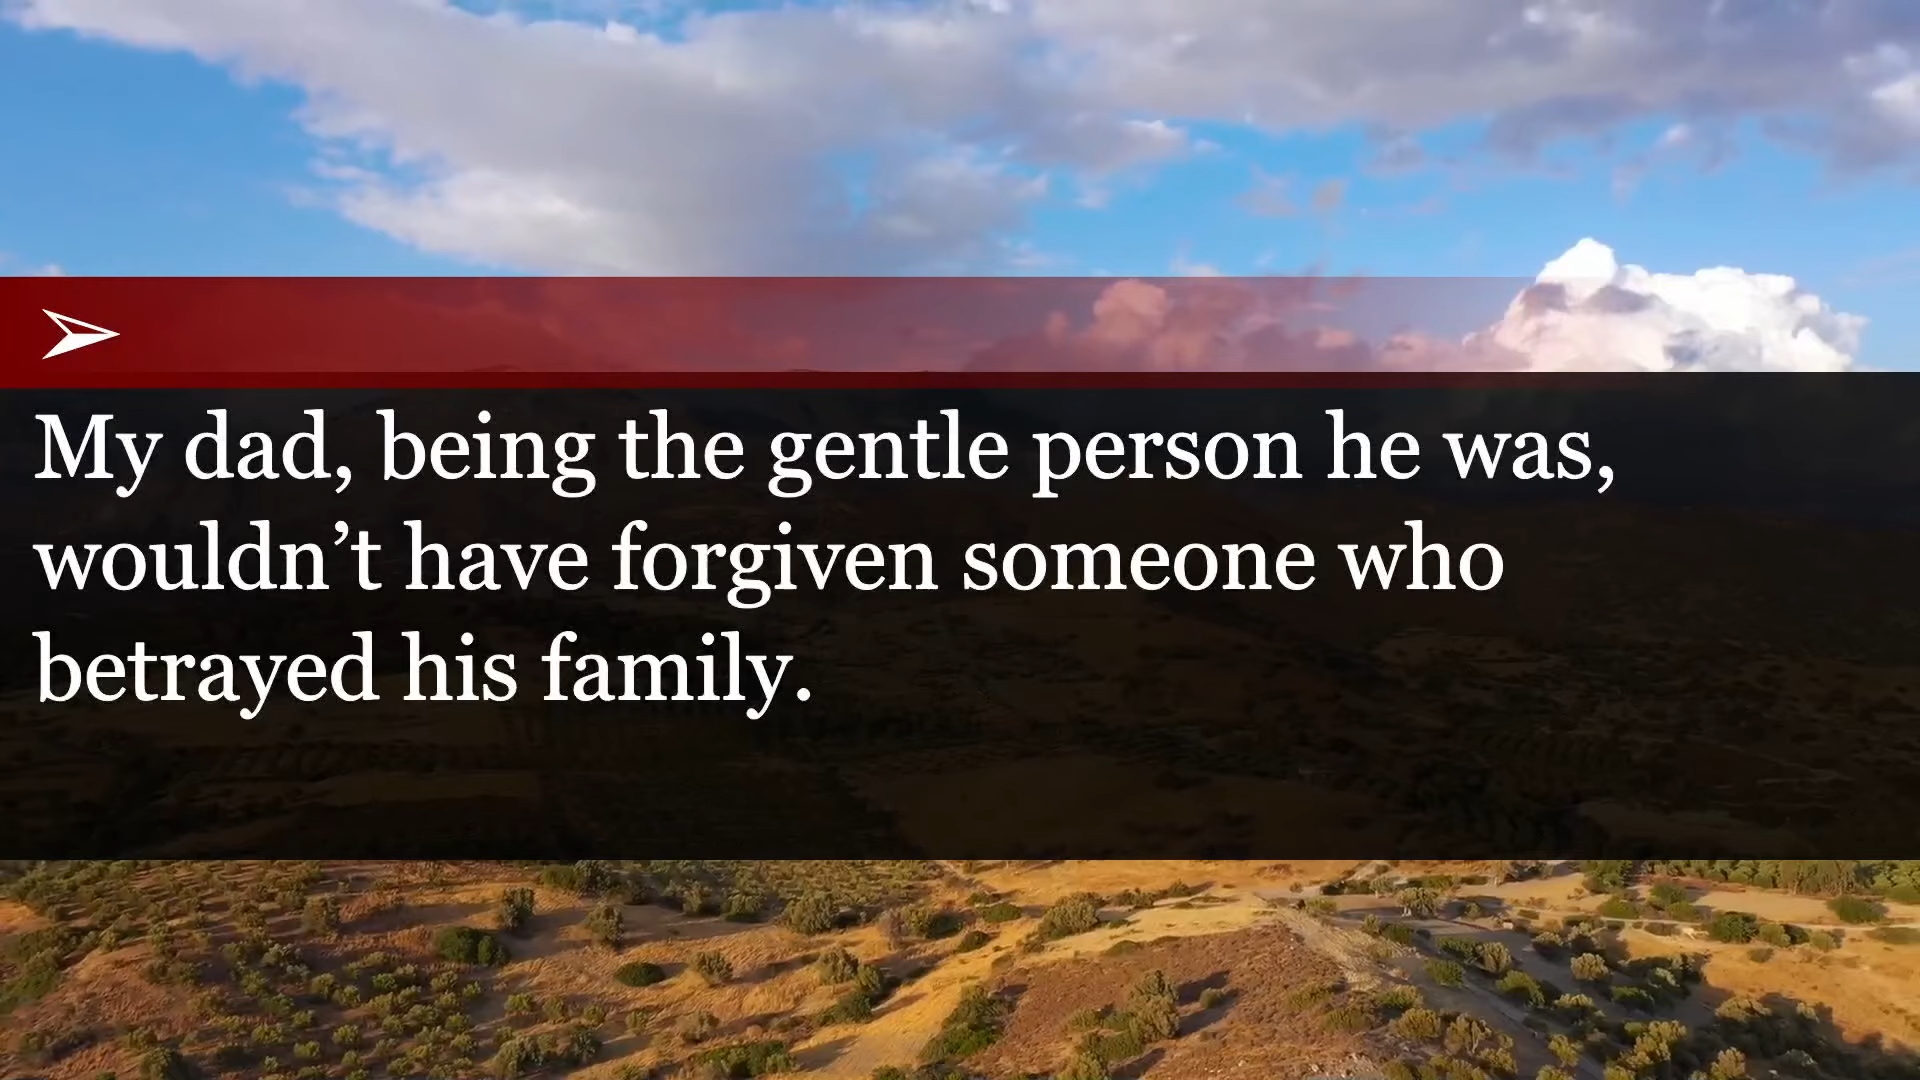 My dad, being the gentle person he was,
wouldn’t have forgiven someone who
betrayed his family.